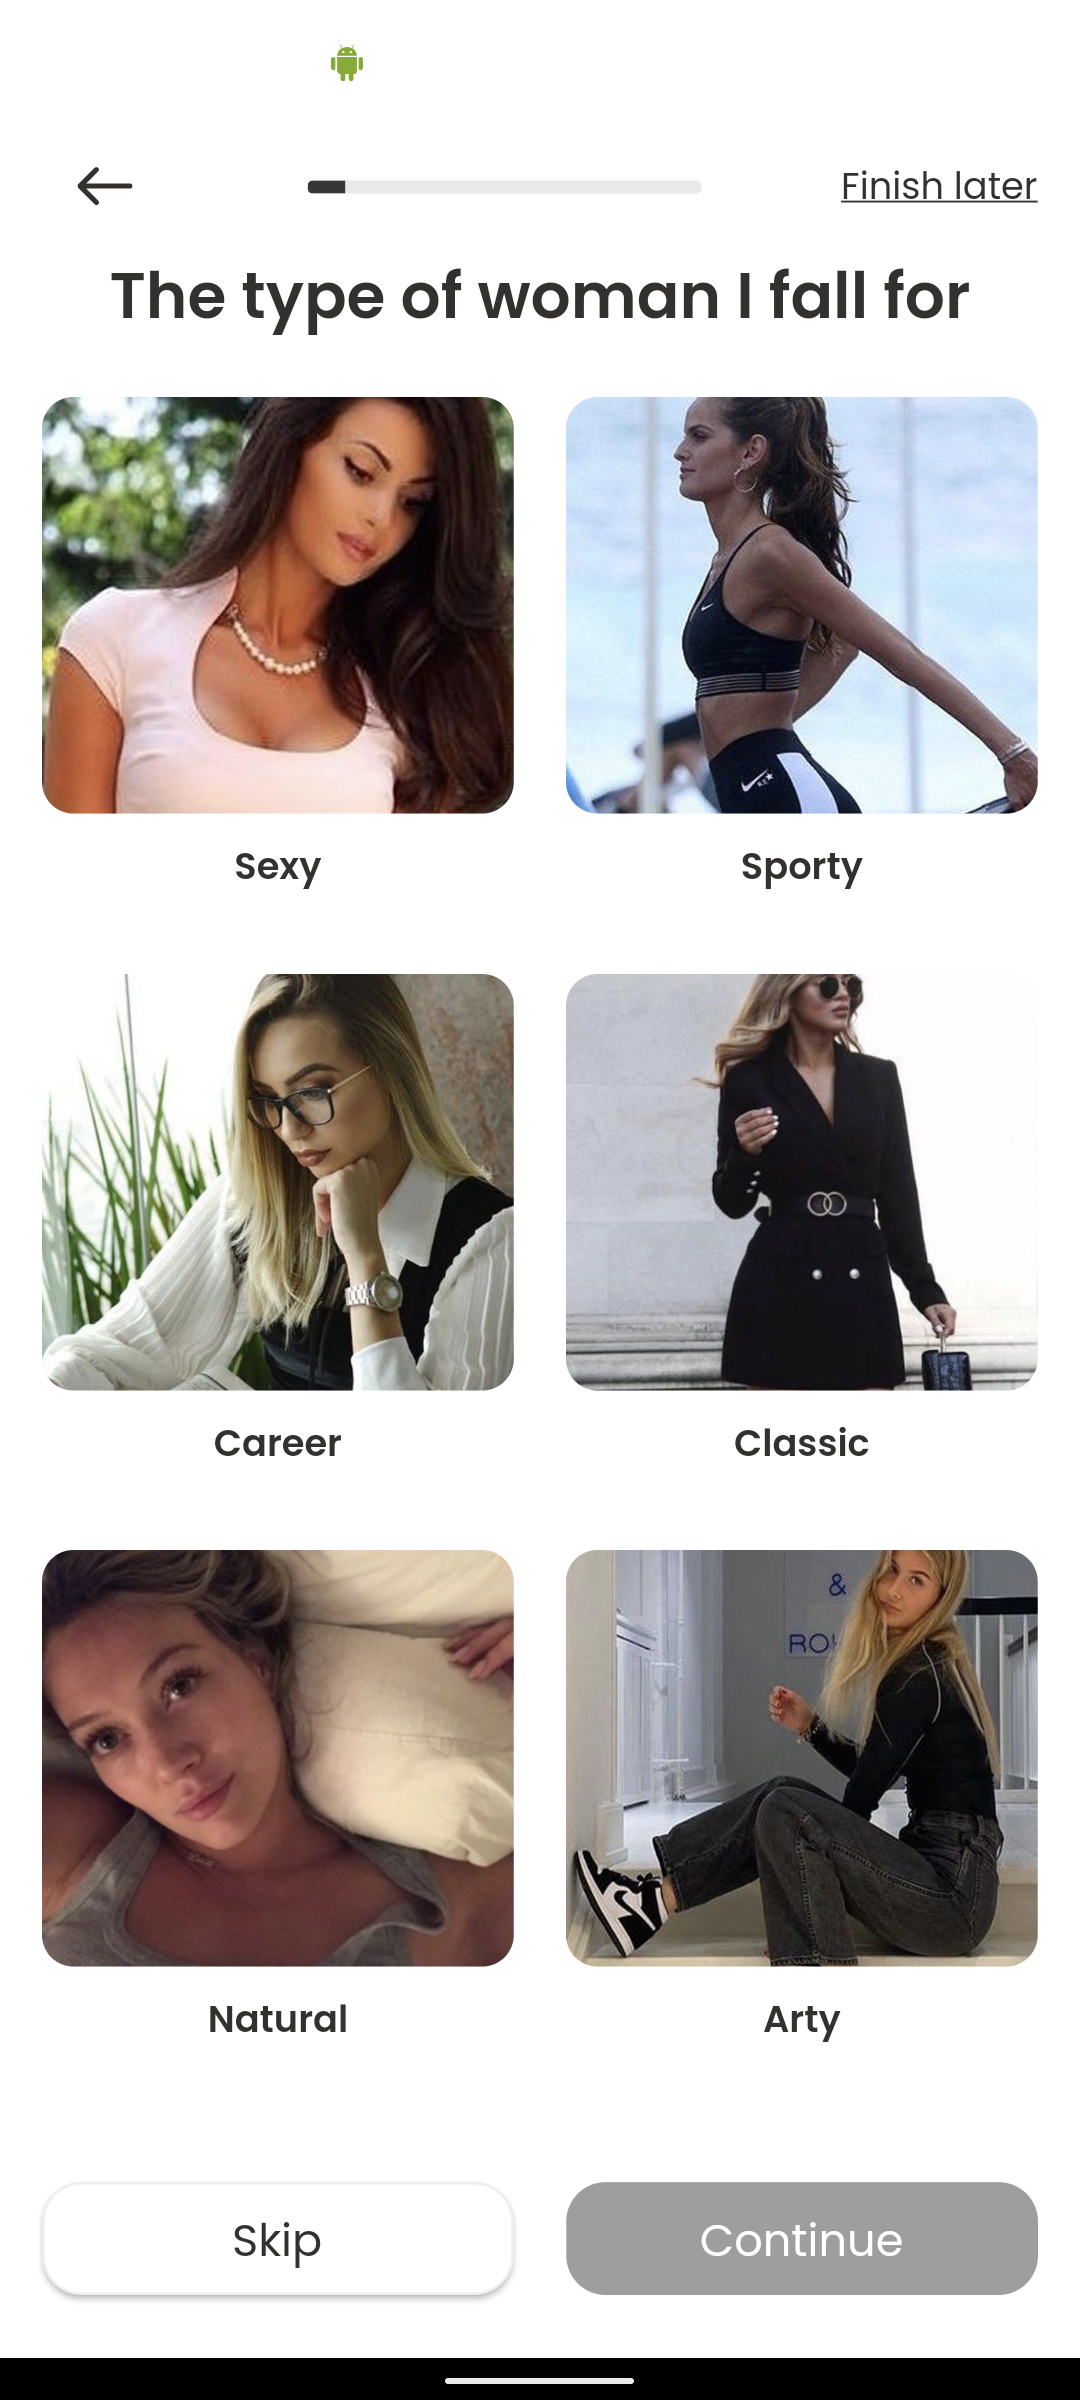 Finish later
The type of woman I fall for
Sexy
Sporty
Career
Classic
&
Natural
Arty
Skip
Continue